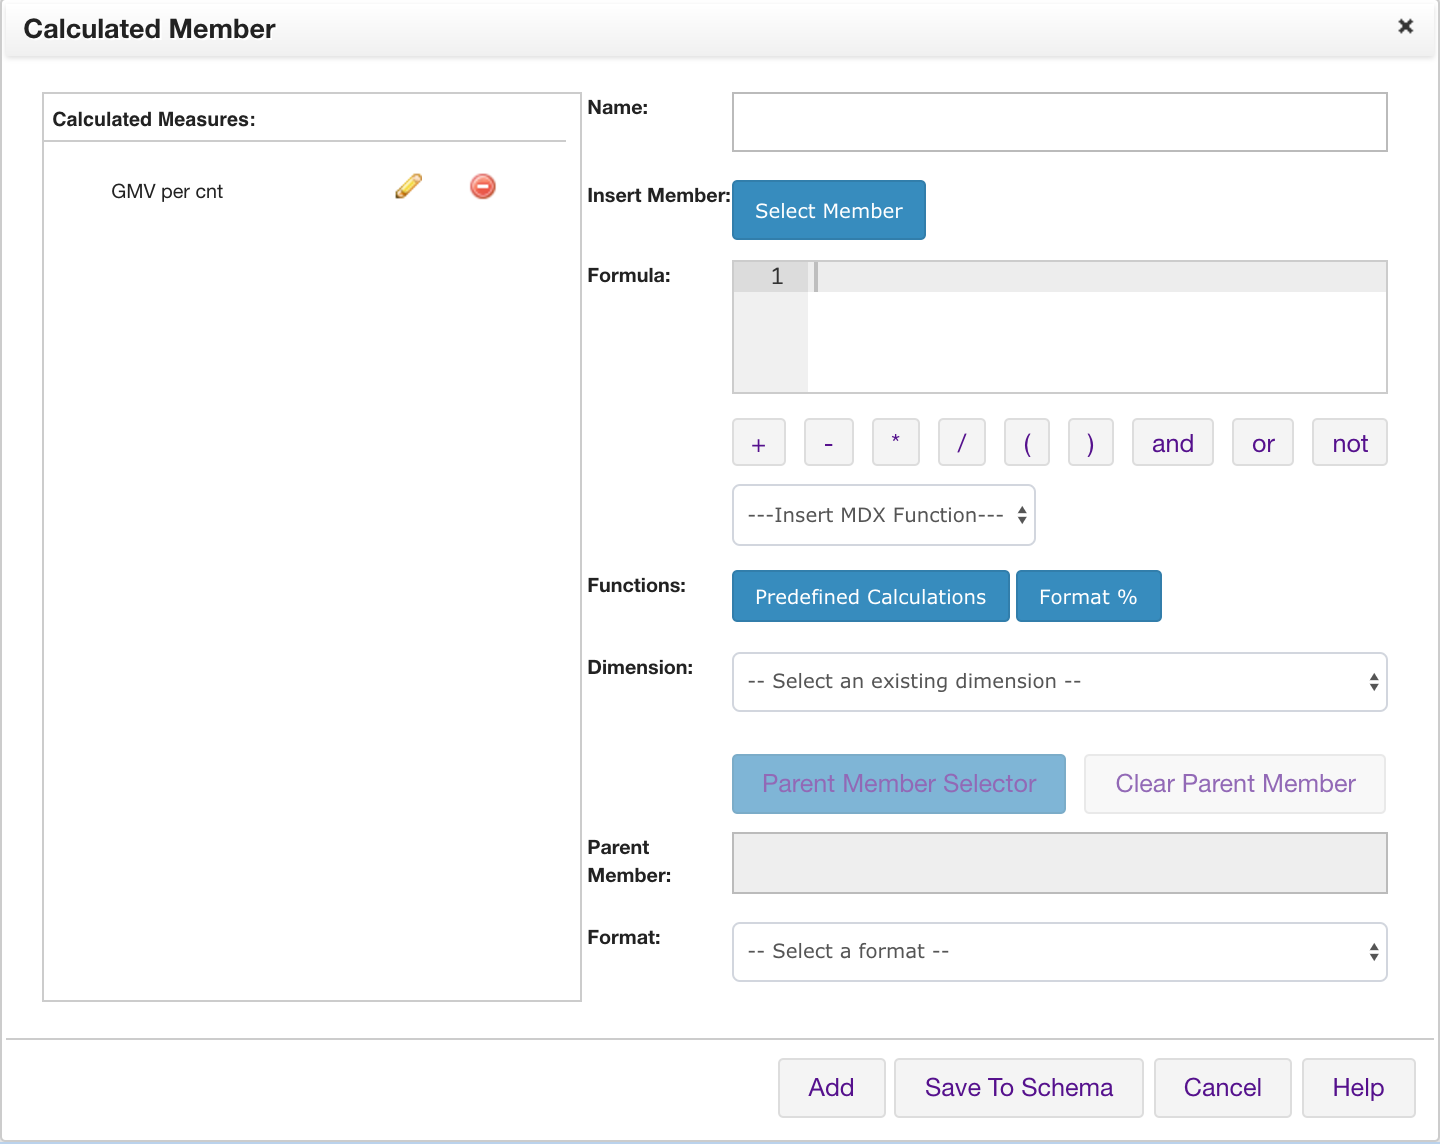 Calculated Member
Calculated Measures:
GMV per cnt
Name:
Insert Member:
Select Member
Formula:
1
+ - * / ( ) and or not
---Insert MDX Function---
Functions:
Predefined Calculations
Format %
Dimension:
-- Select an existing dimension --
Parent Member Selector
Clear Parent Member
Parent
Member:
Format:
-- Select a format --
Add
Save To Schema
Cancel
Help